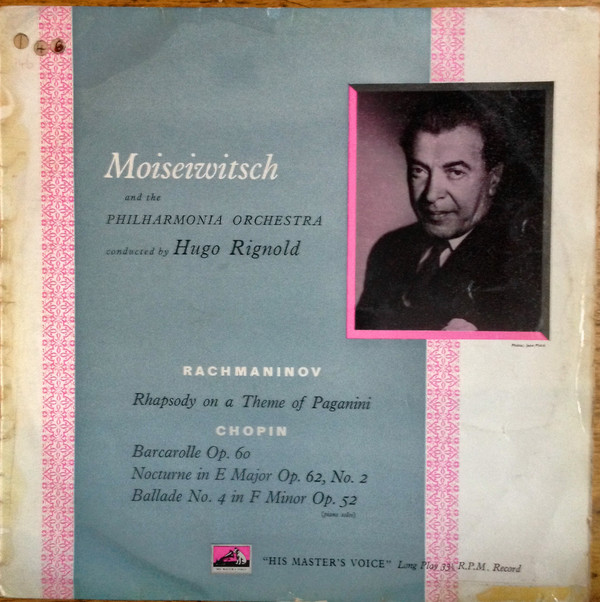 6
Moiseiwitsch
and the
PHILHARMONIA ORCHESTRA
conducted by Hugo Rignold
RACHMANINOV
Rhapsody on a Theme of Paganini
CHOPIN
Barcarolle Op. 60
Nocturne in E Major Op. 62, No. 2
Ballade No. 4 in F Minor Op. 52
(piano solo)
"HIS MASTER'S VOICE" Long Play 33⅓ R.P.M. Record